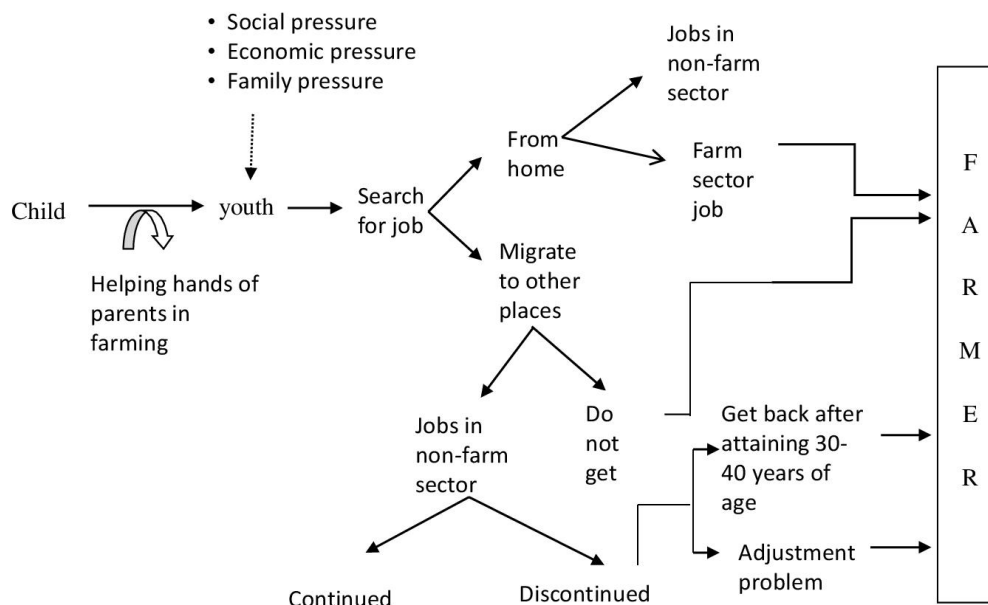 • Social pressure
• Economic pressure
• Family pressure
Jobs in
non-farm
sector
From
home
Farm
sector
job
Child
youth
Search
for job
Helping hands of
parents in
farming
Migrate
to other
places
Jobs in
non-farm
sector
Do
not
get
Get back after
attaining 30-
40 years of
age
Continued
Discontinued
Adjustment
problem
F
A
R
M
E
R